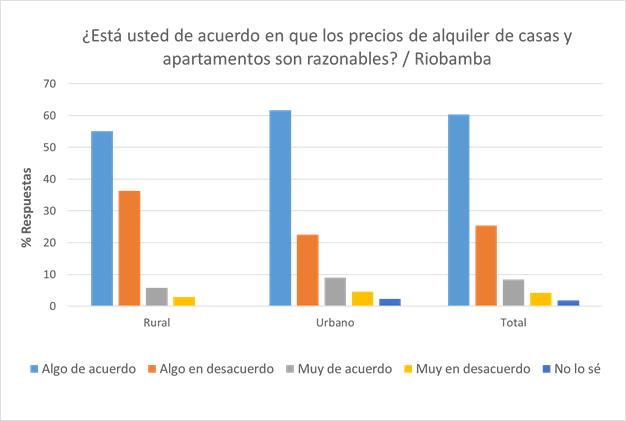 ¿Está usted de acuerdo en que los precios de alquiler de casas y
apartamentos son razonables? / Riobamba
70
60
50
40
30
20
10
0
% Respuestas
Rural Urbano Total
Algo de acuerdo Algo en desacuerdo Muy de acuerdo Muy en desacuerdo No lo sé